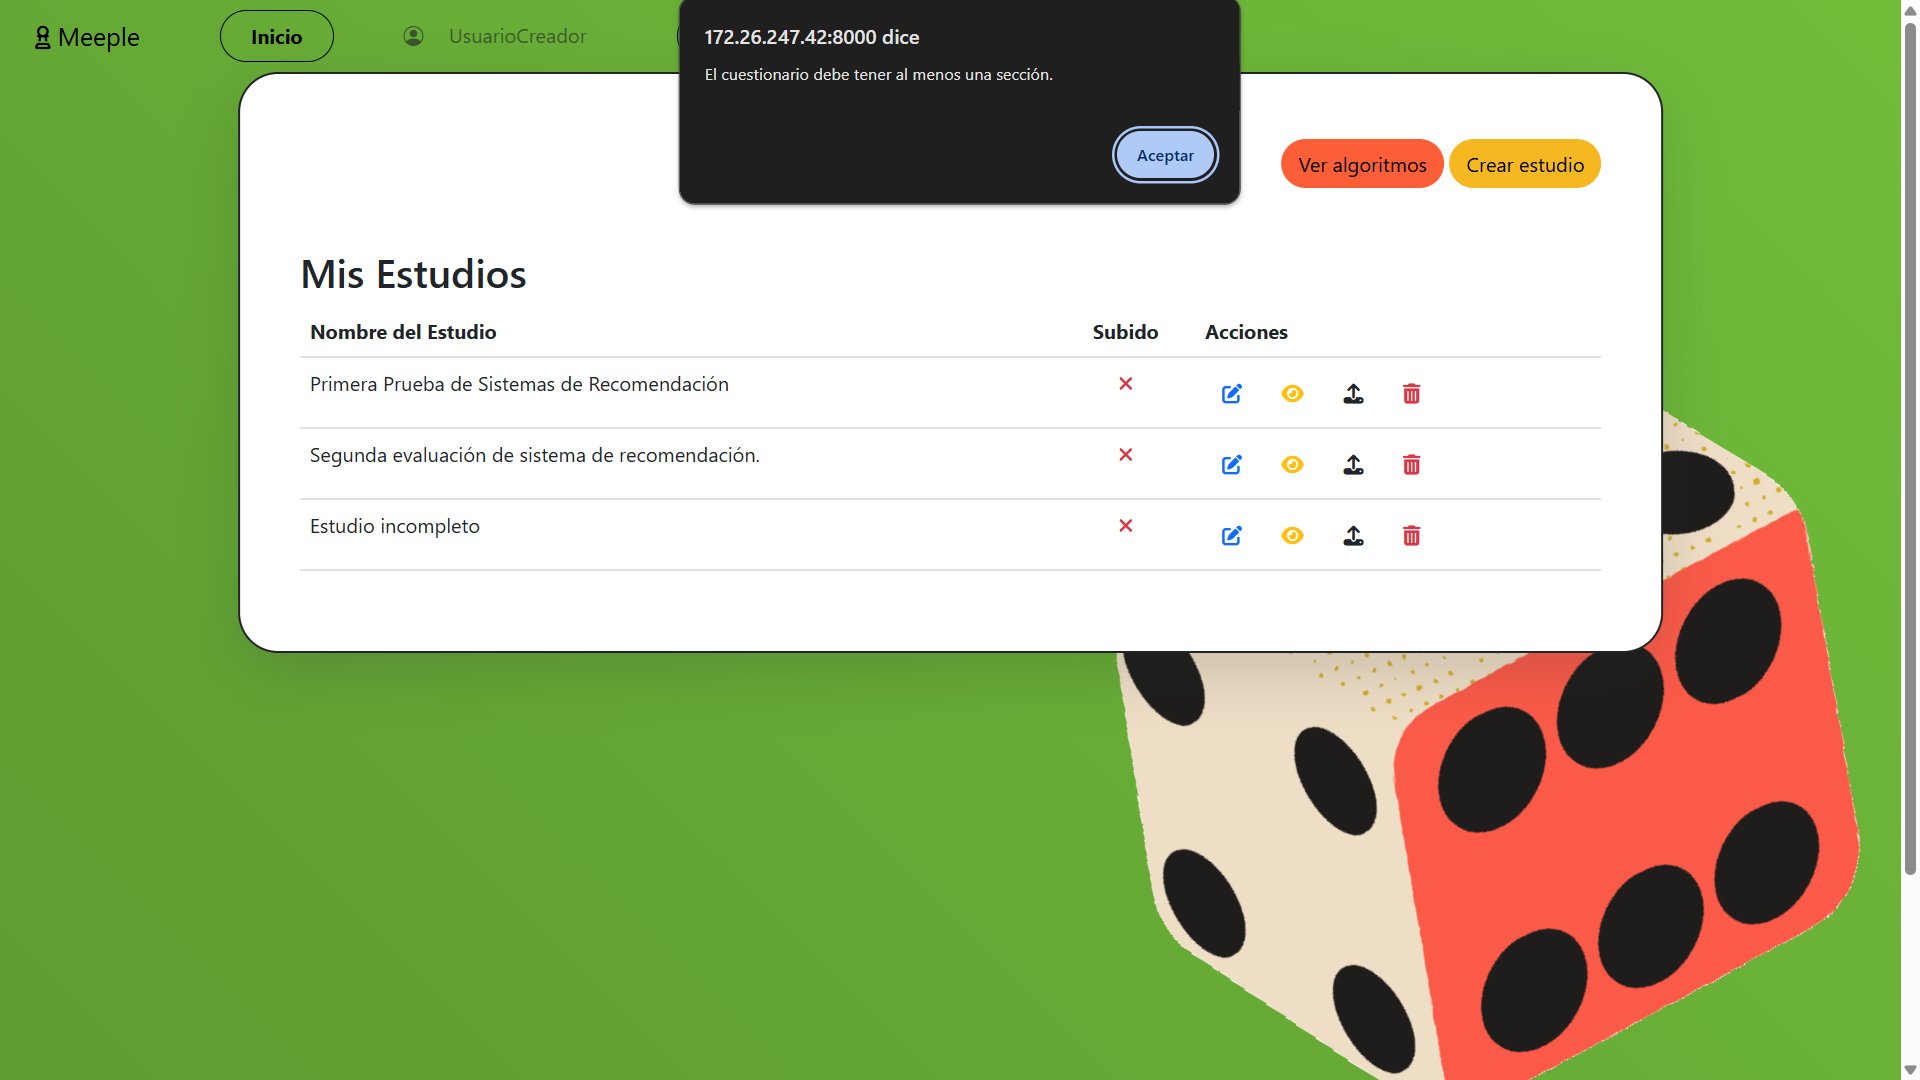 Meeple
Inicio
UsuarioCreador
172.26.247.42:8000 dice
El cuestionario debe tener al menos una sección.
Aceptar
Ver algoritmos
Crear estudio
Mis Estudios
Nombre del Estudio Subido Acciones
Primera Prueba de Sistemas de Recomendación
Segunda evaluación de sistema de recomendación.
Estudio incompleto